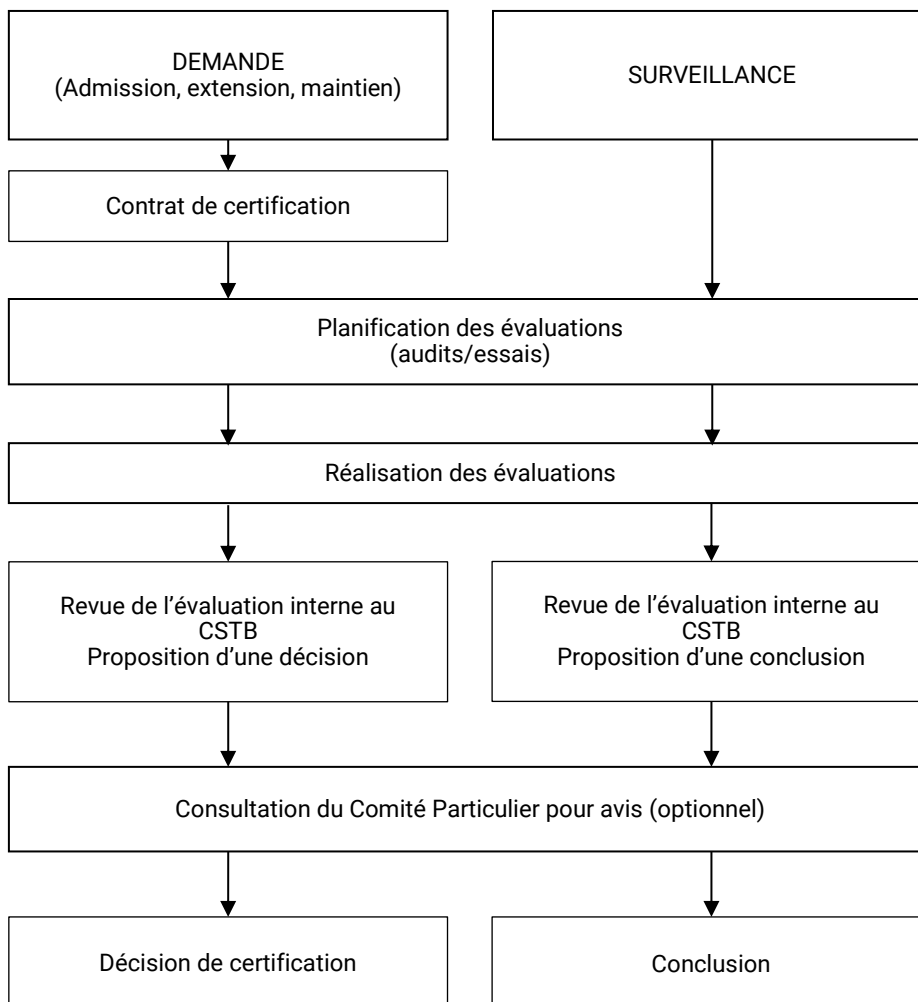 DEMANDE
(Admission, extension, maintien)
SURVEILLANCE
Contrat de certification
Planification des évaluations
(audits/essais)
Réalisation des évaluations
Revue de l’évaluation interne au
CSTB
Proposition d’une décision
Revue de l’évaluation interne au
CSTB
Proposition d’une conclusion
Consultation du Comité Particulier pour avis (optionnel)
Décision de certification
Conclusion